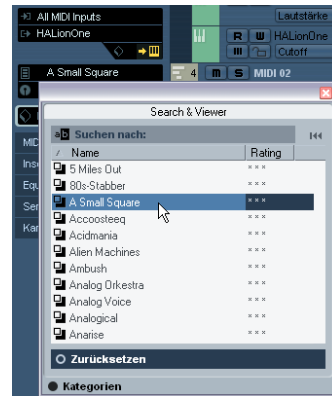 All MIDI Inputs
Lautstärke
HALionOne
R W HALionOne
Cutoff
A Small Square
4 m S MIDI 02
Search & Viewer
ab Suchen nach:
Name Rating
5 Miles Out ***
80s-Stabber ***
A Small Square ***
Accoosteeq ***
Acidmania ***
Alien Machines ***
Ambush ***
Analog Orkestra ***
Analog Voice ***
Analogical ***
Anarise ***
Zurücksetzen
Kategorien
MID
Inse
Equ
Ser
Kar